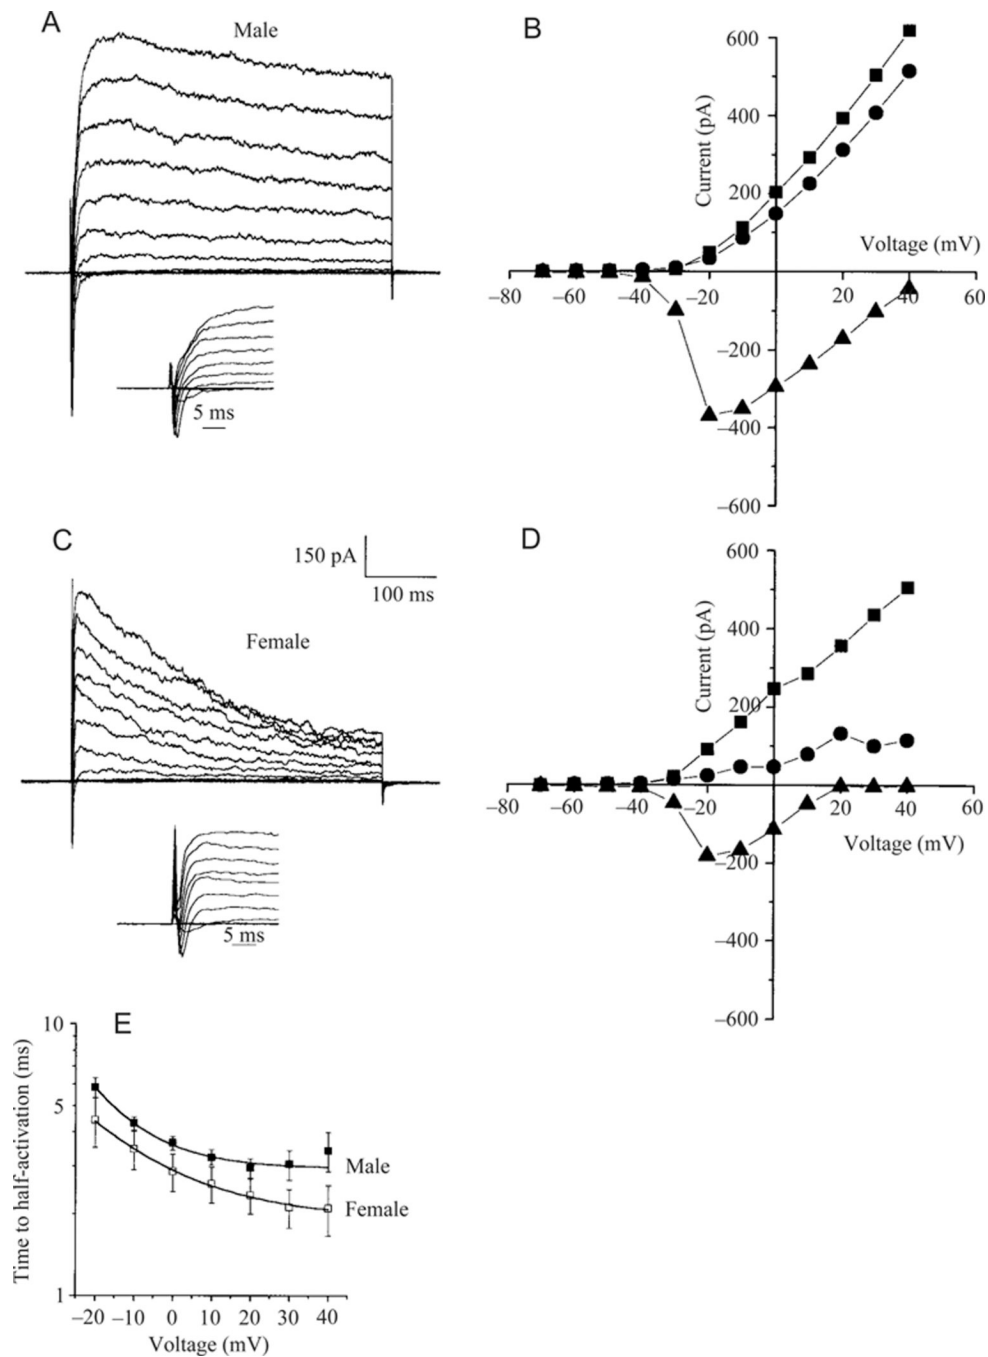 A
Male
5 ms
B
600
400
200
Current (pA)
Voltage (mV)
–80 –60 –40 –20 20 40 60
–200
–400
–600
C
150 pA
100 ms
Female
5 ms
D
600
400
200
Current (pA)
–80 –60 –40 –20 20 40 60
Voltage (mV)
–200
–400
–600
E
10
5
1
Time to half-activation (ms)
Male
Female
–20 –10 0 10 20 30 40
Voltage (mV)